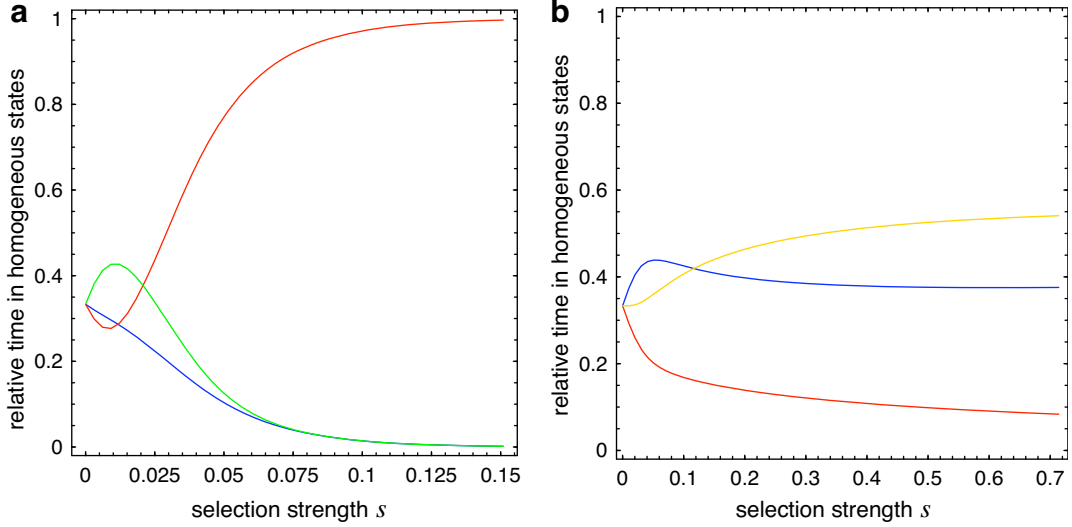 a
relative time in homogeneous states
1
0.8
0.6
0.4
0.2
0
0 0.025 0.05 0.075 0.1 0.125 0.15
selection strength s
b
relative time in homogeneous states
1
0.8
0.6
0.4
0.2
0
0 0.1 0.2 0.3 0.4 0.5 0.6 0.7
selection strength s